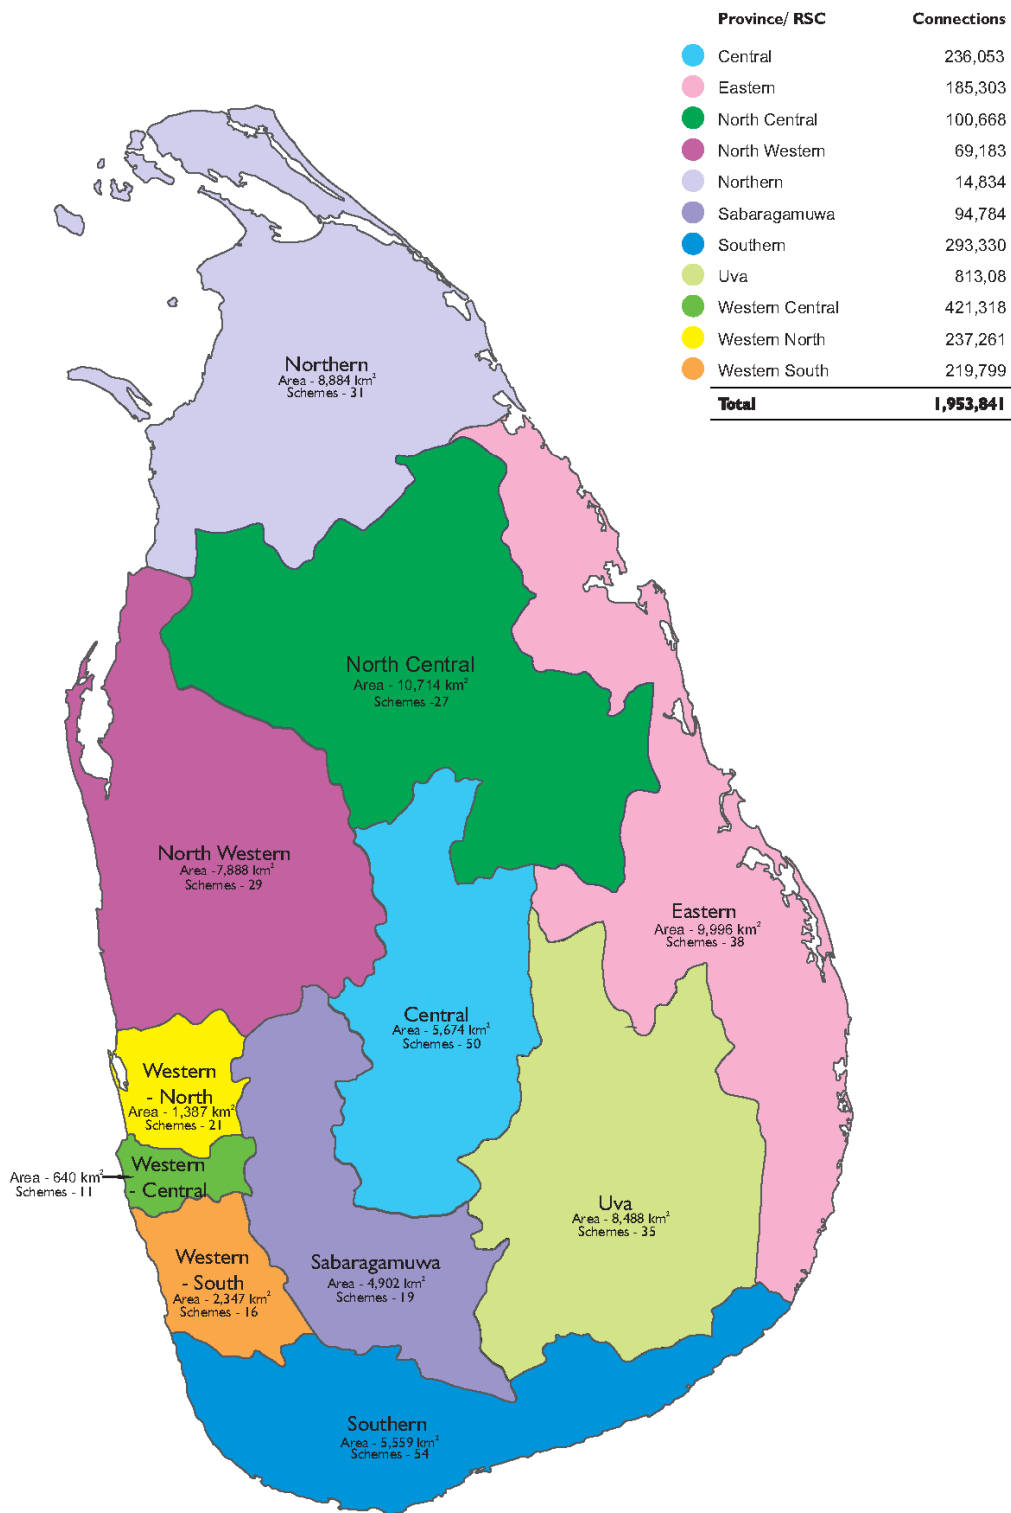 Province/ RSC Connections
Central 236,053
Eastern 185,303
North Central 100,668
North Western 69,183
Northern 14,834
Sabaragamuwa 94,784
Southern 293,330
Uva 813,08
Western Central 421,318
Western North 237,261
Western South 219,799
Total 1,953,841
Northern
Area - 8,884 km²
Schemes - 31
North Central
Area - 10,714 km²
Schemes -27
North Western
Area -7,888 km²
Schemes - 29
Eastern
Area - 9,996 km²
Schemes - 38
Central
Area - 5,674 km²
Schemes - 50
Western
- North
Area - 1,387 km²
Schemes - 21
Western
- Central
Area - 640 km²
Schemes - 11
Uva
Area - 8,488 km²
Schemes - 35
Western
- South
Area - 2,347 km²
Schemes - 16
Sabaragamuwa
Area - 4,902 km²
Schemes - 19
Southern
Area - 5,559 km²
Schemes - 54